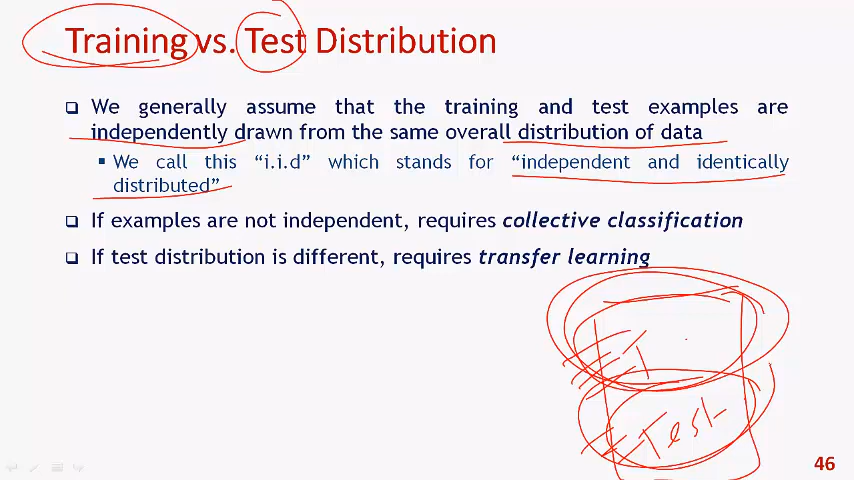 Training vs. Test Distribution
We generally assume that the training and test examples are
independently drawn from the same overall distribution of data
We call this “i.i.d” which stands for “independent and identically
distributed”
If examples are not independent, requires collective classification
If test distribution is different, requires transfer learning
T
Test
46